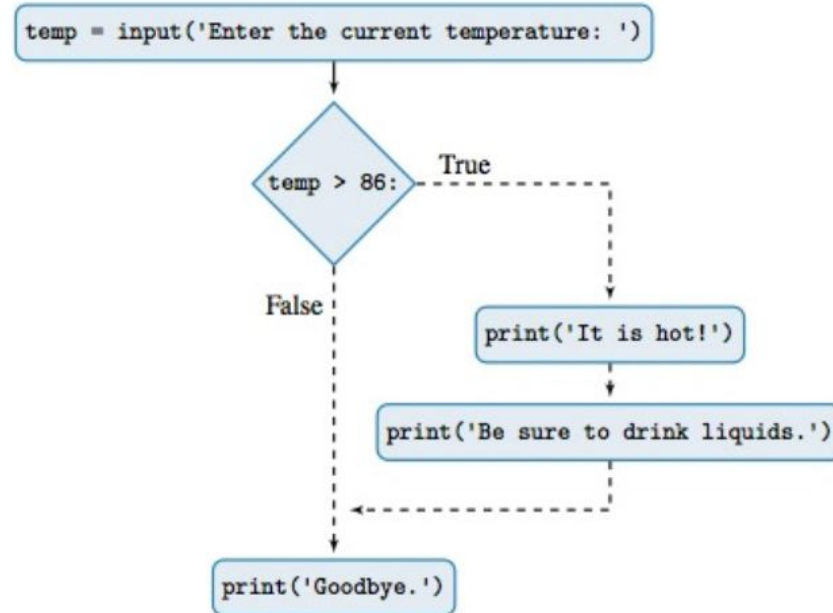 temp = input('Enter the current temperature: ')
temp > 86:
True
False
print('It is hot!')
print('Be sure to drink liquids.')
print('Goodbye.')